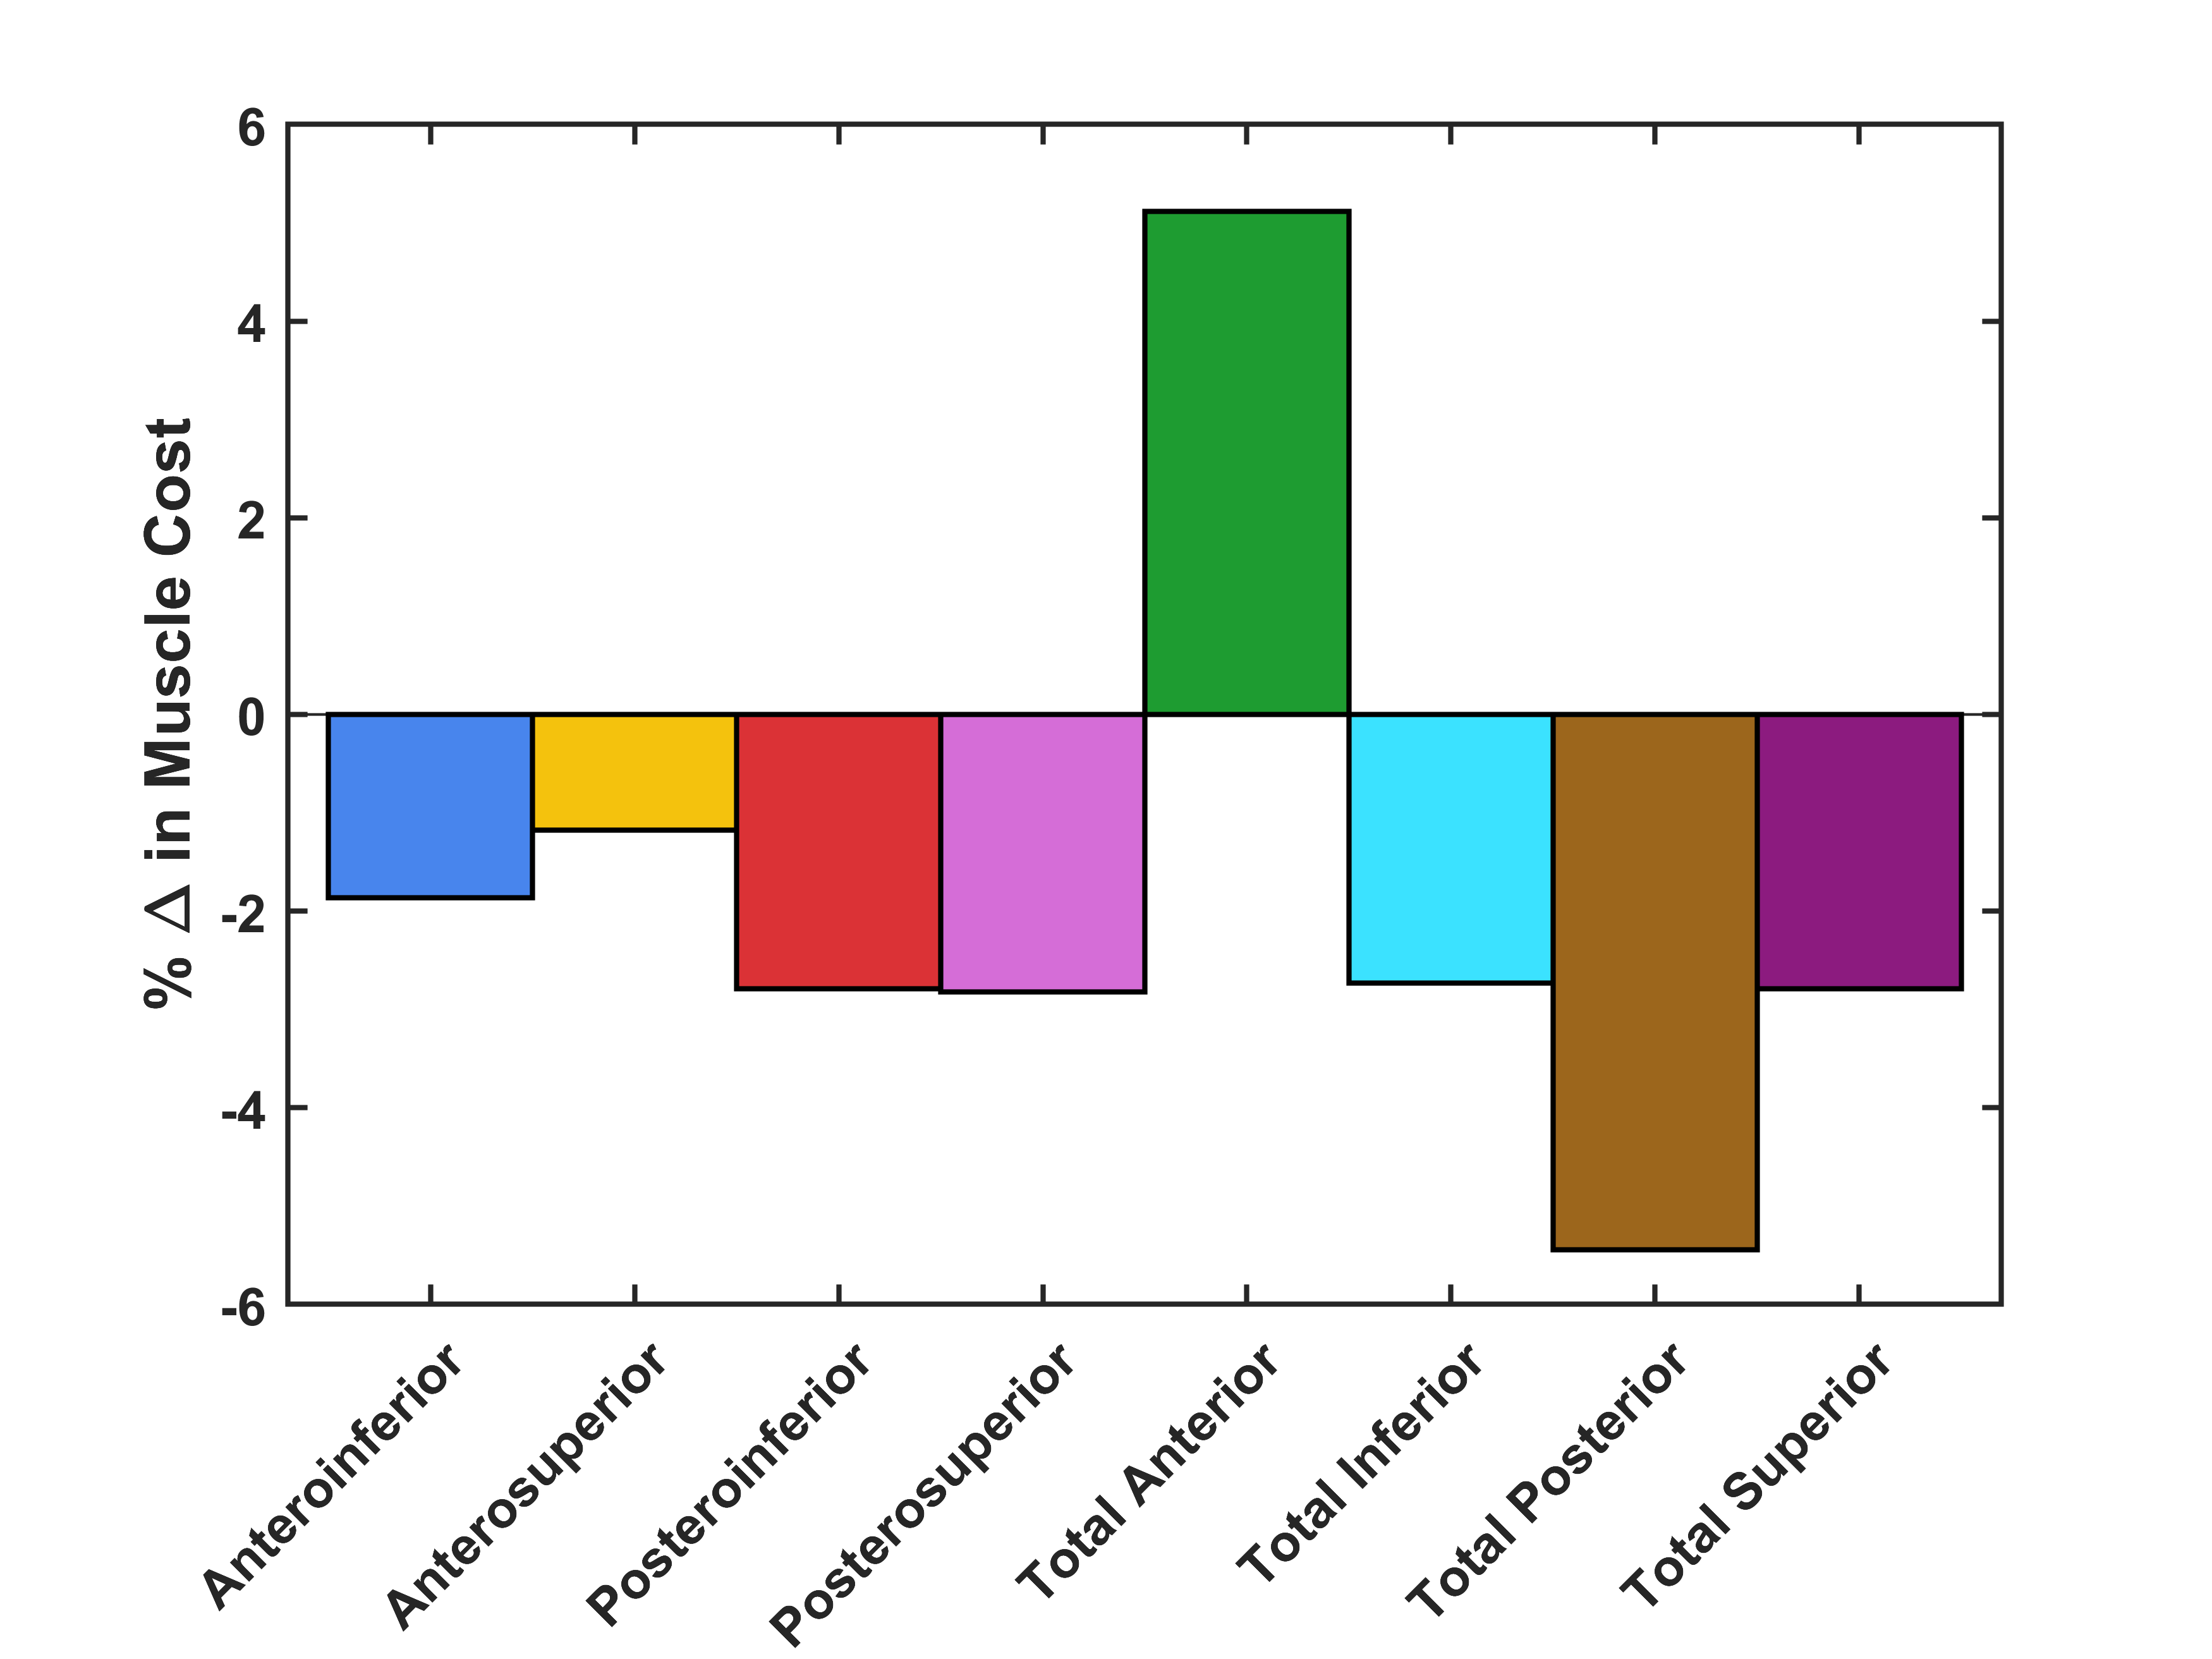 % Δ in Muscle Cost
6
4
2
0
-2
-4
-6
Anteroinferior
Anterosuperior
Posteroinferior
Posterosuperior
Total Anterior
Total Inferior
Total Posterior
Total Superior